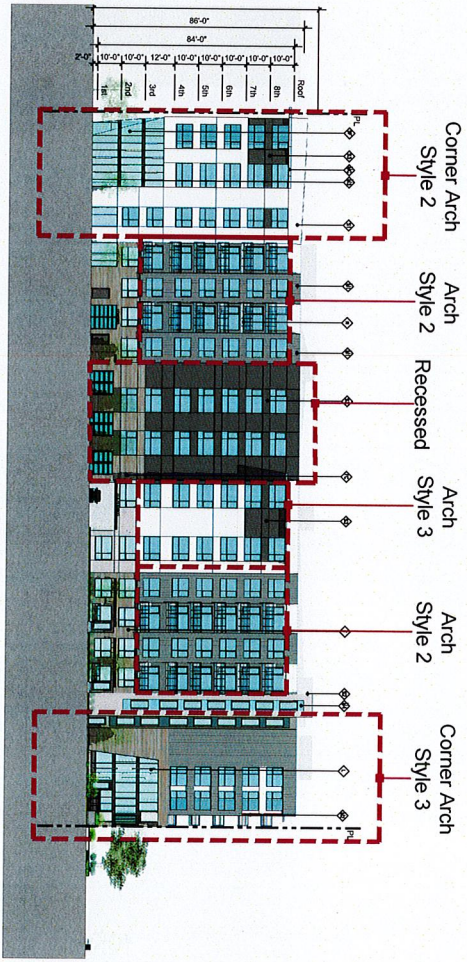 Corner Arch
Style 2
Arch
Style 2
Recessed
Arch
Style 3
Arch
Style 2
Corner Arch
Style 3
PL
PL
86'-0"
84'-0"
Roof
10'-0"
8th
10'-0"
7th
10'-0"
6th
10'-0"
5th
10'-0"
4th
12'-0"
3rd
10'-0"
2nd
10'-0"
1st
2'-0"